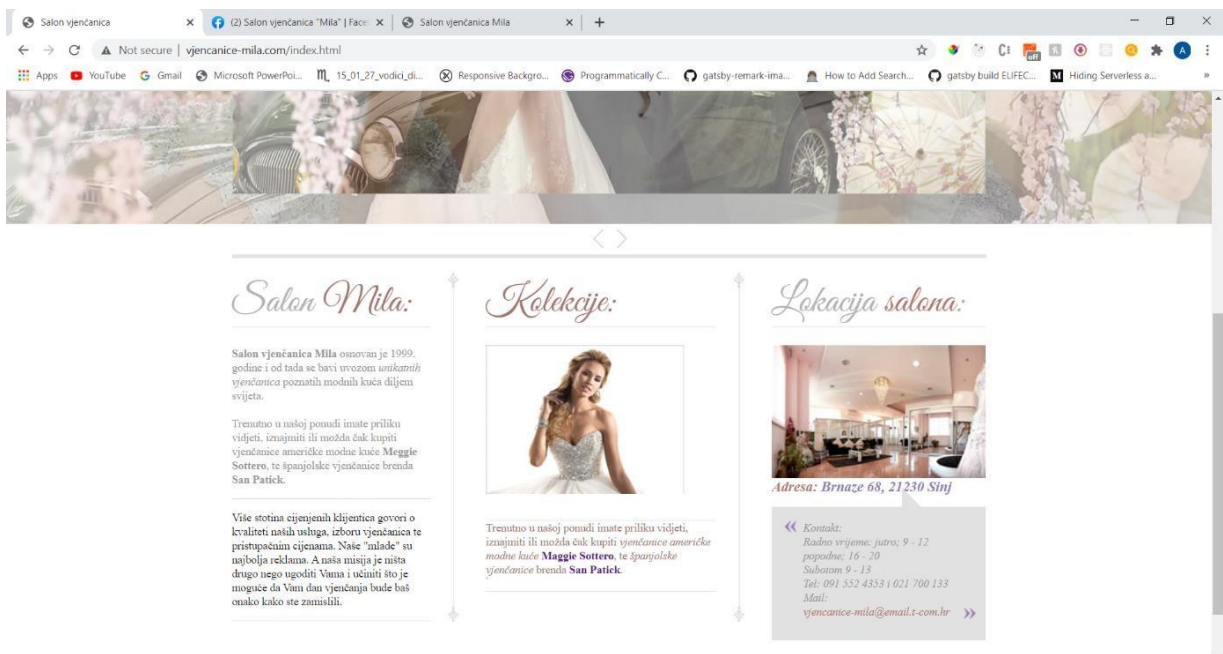 Salon vjenčanica
(2) Salon vjenčanica "Mila" | Face
Salon vjenčanica Mila
Not secure | vjencanice-mila.com/index.html
Apps YouTube Gmail Microsoft PowerPoi... 15_01_27_vodici_di... Responsive Backgro... Programmatically C... gatsby-remark-ima... How to Add Search... gatsby build ELIFEC... Hiding Serverless a... »
off
A
Salon Mila:
Salon vjenčanica Mila osnovan je 1999.
godine i od tada se bavi uvozom unikatnih
vjenčanica poznatih modnih kuća diljem
svijeta.
Trenutno u našoj ponudi imate priliku
vidjeti, iznajmiti ili možda čak kupiti
vjenčanice američke modne kuće Meggie
Sottero, te španjolske vjenčanice brenda
San Patick.
Više stotina cijenjenih klijentica govori o
kvaliteti naših usluga, izboru vjenčanica te
pristupačnim cijenama. Naše "mlade" su
najbolja reklama. A naša misija je ništa
drugo nego ugoditi Vama i učiniti što je
moguće da Vam dan vjenčanja bude baš
onako kako ste zamislili.
Kolekcije:
Trenutno u našoj ponudi imate priliku vidjeti,
iznajmiti ili možda čak kupiti vjenčanice američke
modne kuće Maggie Sottero, te španjolske
vjenčanice brenda San Patick.
Lokacija salona:
Adresa: Brnaze 68, 21230 Sinj
Kontakt:
Radno vrijeme: jutro; 9 - 12
popodne; 16 - 20
Subotom 9 - 13
Tel: 091 552 4353 i 021 700 133
Mail:
vjencanice-mila@email.t-com.hr